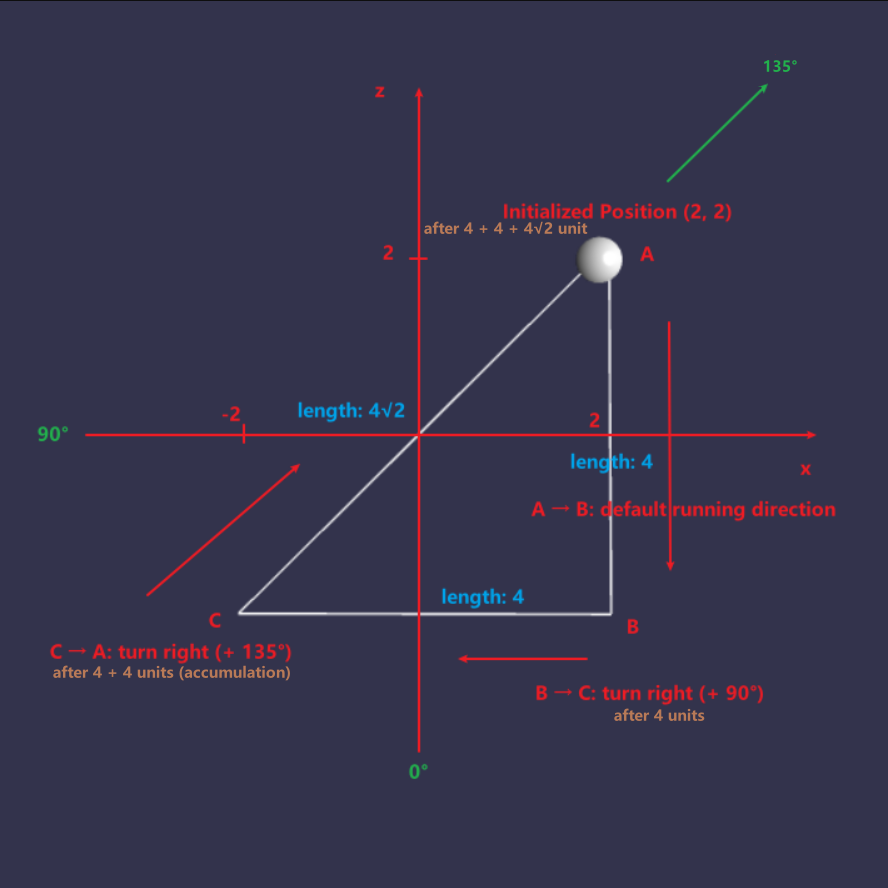 135°
z
Initialized Position (2, 2)
after 4 + 4 + 4√2 unit
2
A
-2
length: 4√2
2
90°
length: 4
x
A → B: default running direction
length: 4
C
B
C → A: turn right (+ 135°)
after 4 + 4 units (accumulation)
B → C: turn right (+ 90°)
after 4 units
0°